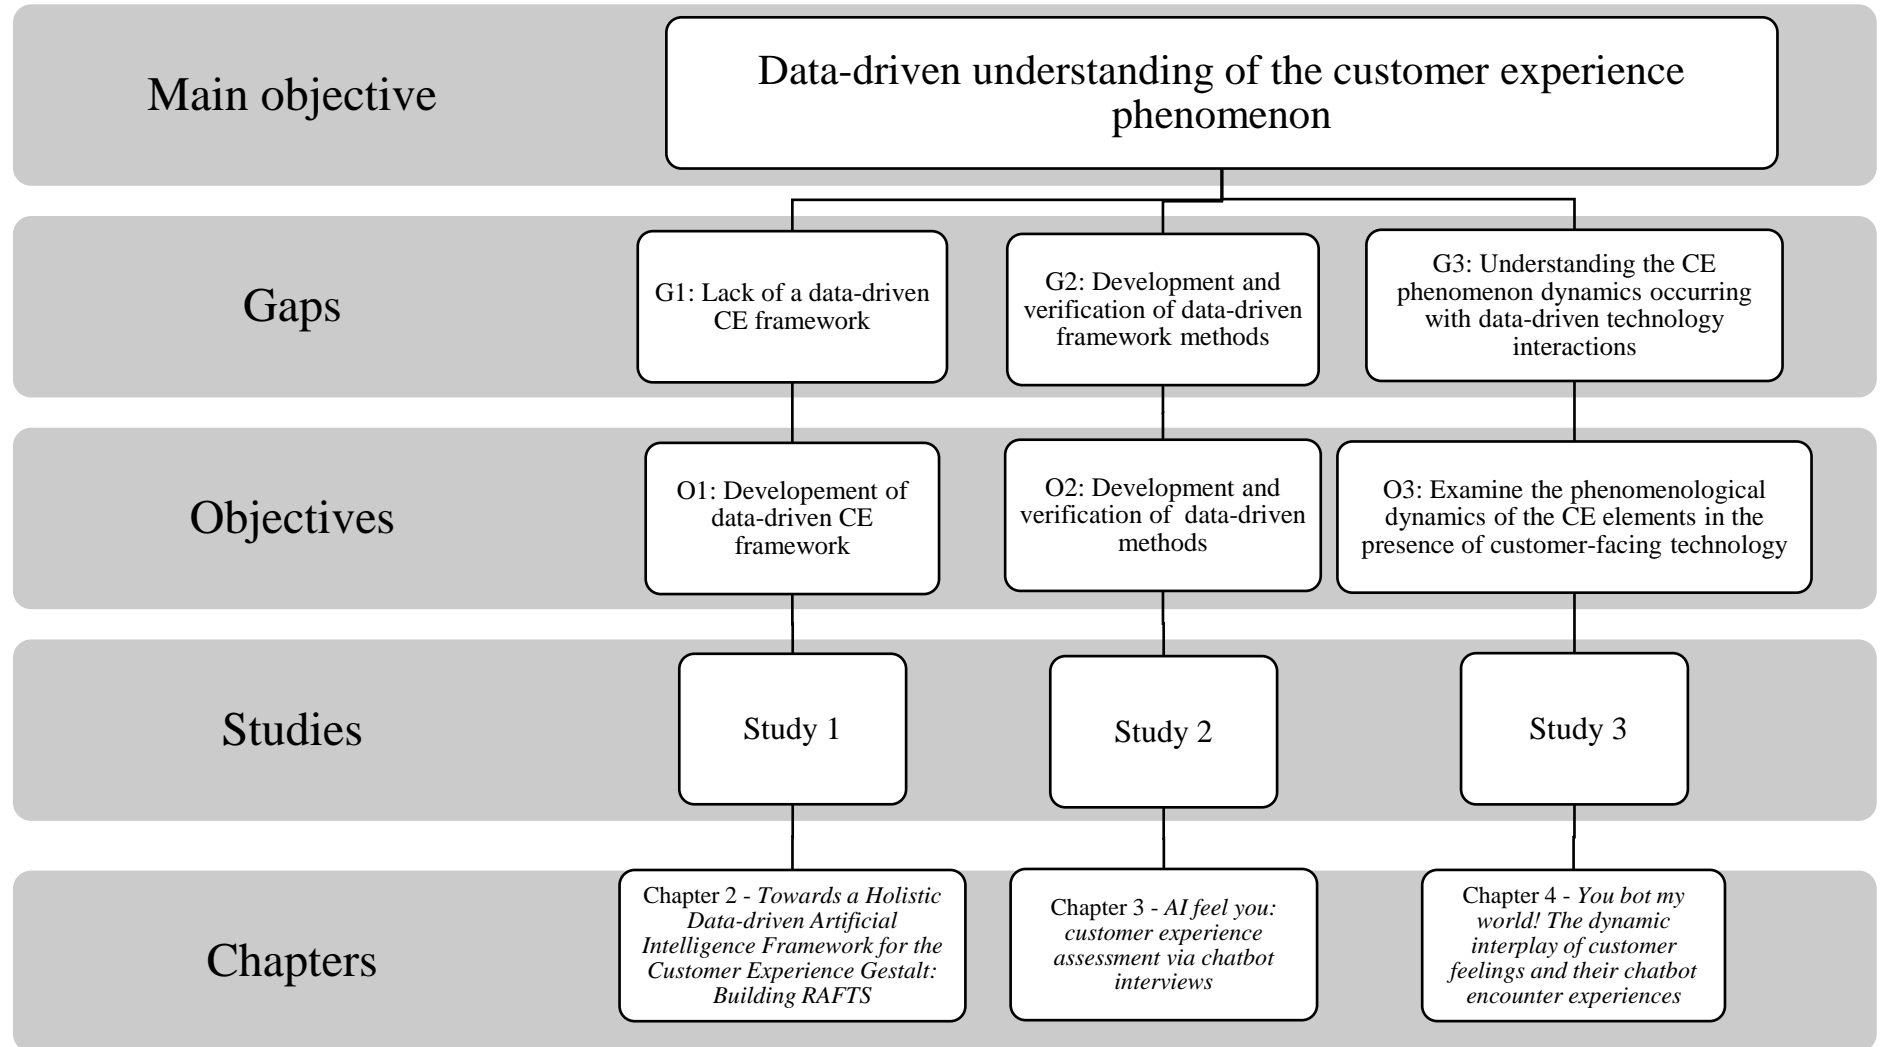 Main objective
Data-driven understanding of the customer experience
phenomenon
Gaps
G1: Lack of a data-driven
CE framework
G2: Development and
verification of data-driven
framework methods
G3: Understanding the CE
phenomenon dynamics occurring
with data-driven technology
interactions
Objectives
O1: Developement of
data-driven CE
framework
O2: Development and
verification of  data-driven
methods
O3: Examine the phenomenological
dynamics of the CE elements in the
presence of customer-facing technology
Studies
Study 1
Study 2
Study 3
Chapters
Chapter 2 - Towards a Holistic
Data-driven Artificial
Intelligence Framework for the
Customer Experience Gestalt:
Building RAFTS
Chapter 3 - AI feel you:
customer experience
assessment via chatbot
interviews
Chapter 4 - You bot my
world! The dynamic
interplay of customer
feelings and their chatbot
encounter experiences